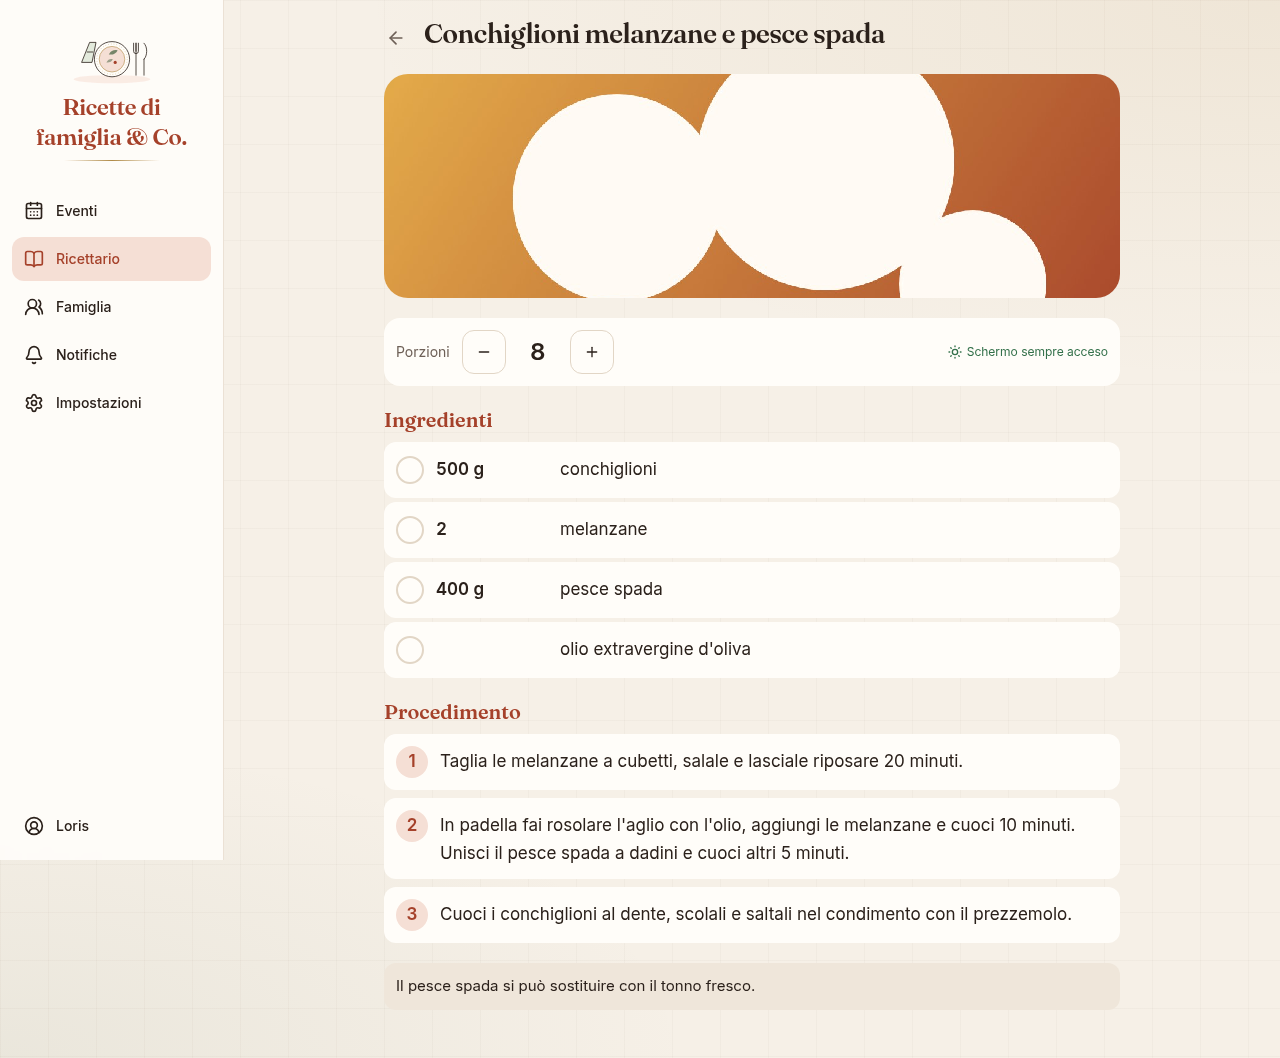 Ricette di
famiglia & Co.
Eventi
Ricettario
Famiglia
Notifiche
Impostazioni
Loris
Conchiglioni melanzane e pesce spada
Porzioni
8
Schermo sempre acceso
Ingredienti
500 g conchiglioni
2 melanzane
400 g pesce spada
olio extravergine d'oliva
Procedimento
1 Taglia le melanzane a cubetti, salale e lasciale riposare 20 minuti.
2 In padella fai rosolare l'aglio con l'olio, aggiungi le melanzane e cuoci 10 minuti.
Unisci il pesce spada a dadini e cuoci altri 5 minuti.
3 Cuoci i conchiglioni al dente, scolali e saltali nel condimento con il prezzemolo.
Il pesce spada si può sostituire con il tonno fresco.